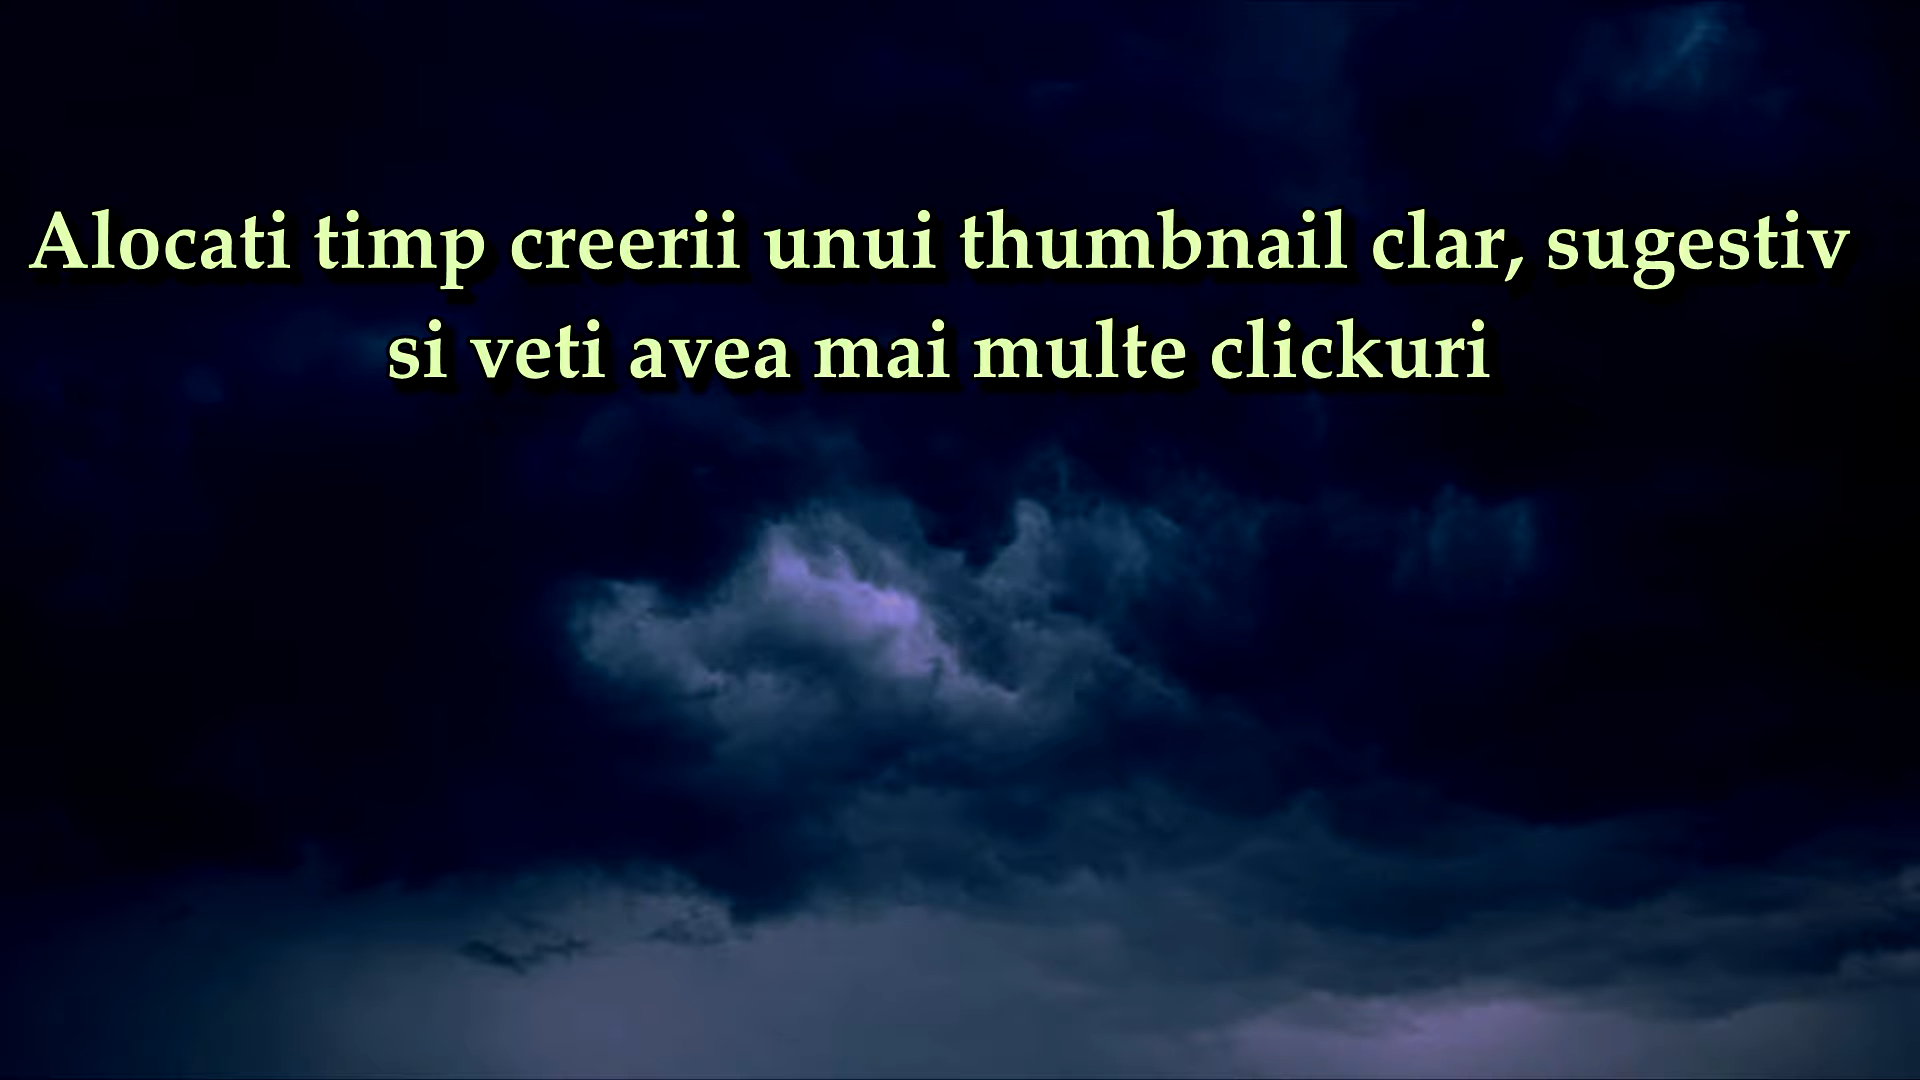 Alocati timp creerii unui thumbnail clar, sugestiv
si veti avea mai multe clickuri